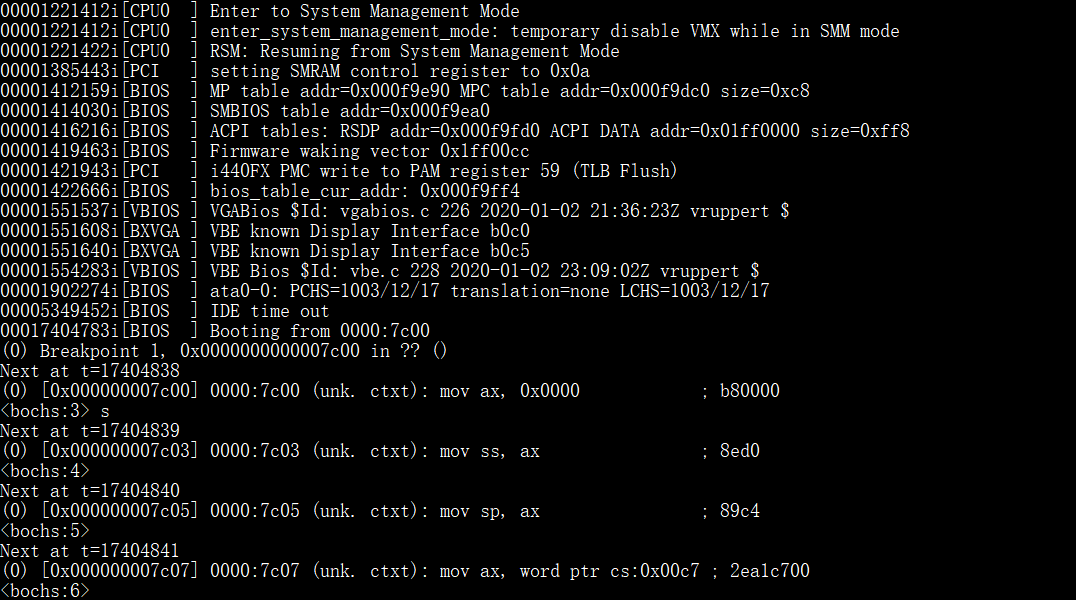 00001221412i[CPU0  ] Enter to System Management Mode
00001221412i[CPU0  ] enter_system_management_mode: temporary disable VMX while in SMM mode
00001221422i[CPU0  ] RSM: Resuming from System Management Mode
00001385443i[PCI   ] setting SMRAM control register to 0x0a
00001412159i[BIOS  ] MP table addr=0x000f9e90 MPC table addr=0x000f9dc0 size=0xc8
00001414030i[BIOS  ] SMBIOS table addr=0x000f9ea0
00001416216i[BIOS  ] ACPI tables: RSDP addr=0x000f9fd0 ACPI DATA addr=0x01ff0000 size=0xff8
00001419463i[BIOS  ] Firmware waking vector 0x1ff00cc
00001421943i[PCI   ] i440FX PMC write to PAM register 59 (TLB Flush)
00001422666i[BIOS  ] bios_table_cur_addr: 0x000f9ff4
00001551537i[VBIOS ] VGABios $Id: vgabios.c 226 2020-01-02 21:36:23Z vruppert $
00001551608i[BXVGA ] VBE known Display Interface b0c0
00001551640i[BXVGA ] VBE known Display Interface b0c5
00001554283i[VBIOS ] VBE Bios $Id: vbe.c 228 2020-01-02 23:09:02Z vruppert $
00001902274i[BIOS  ] ata0-0: PCHS=1003/12/17 translation=none LCHS=1003/12/17
00005349452i[BIOS  ] IDE time out
00017404783i[BIOS  ] Booting from 0000:7c00
(0) Breakpoint 1, 0x0000000000007c00 in ?? ()
Next at t=17404838
(0) [0x000000007c00] 0000:7c00 (unk. ctxt): mov ax, 0x0000            ; b80000
<bochs:3> s
Next at t=17404839
(0) [0x000000007c03] 0000:7c03 (unk. ctxt): mov ss, ax                ; 8ed0
<bochs:4>
Next at t=17404840
(0) [0x000000007c05] 0000:7c05 (unk. ctxt): mov sp, ax                ; 89c4
<bochs:5>
Next at t=17404841
(0) [0x000000007c07] 0000:7c07 (unk. ctxt): mov ax, word ptr cs:0x00c7 ; 2ea1c700
<bochs:6>